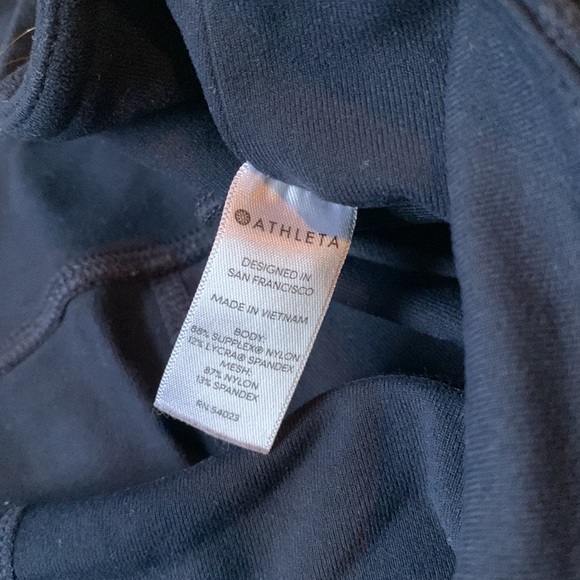 ATHLETA
DESIGNED IN
SAN FRANCISCO
MADE IN VIETNAM
BODY:
88% SUPPLEX® NYLON
12% LYCRA® SPANDEX
MESH:
87% NYLON
13% SPANDEX
RN 54023